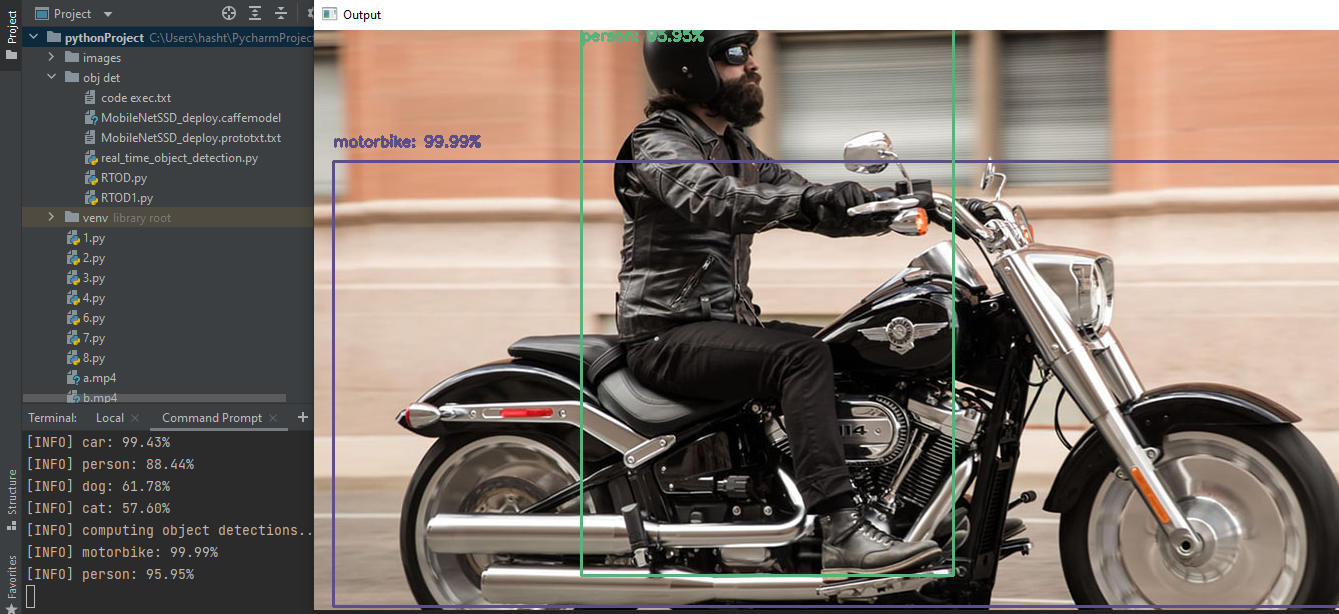 Project
Project
pythonProject C:\Users\hasht\PycharmProjec
images
obj det
code exec.txt
MobileNetSSD_deploy.caffemodel
MobileNetSSD_deploy.prototxt.txt
real_time_object_detection.py
RTOD.py
RTOD1.py
venv library root
1.py
2.py
3.py
4.py
6.py
7.py
8.py
a.mp4
b.mp4
Terminal: Local × Command Prompt × +
[INFO] car: 99.43%
[INFO] person: 88.44%
[INFO] dog: 61.78%
[INFO] cat: 57.60%
[INFO] computing object detections..
[INFO] motorbike: 99.99%
[INFO] person: 95.95%
Structure
Favorites
Output
person: 95.95%
motorbike: 99.99%
114